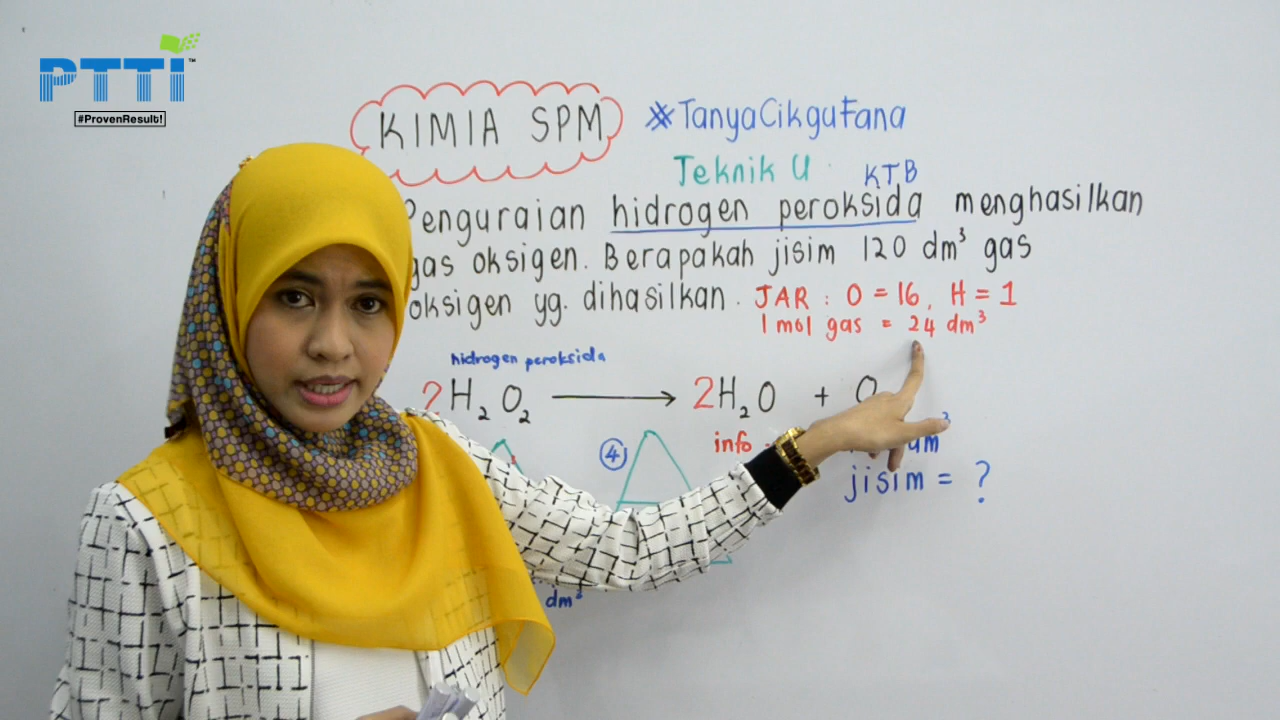 PTTI™
#ProvenResult!
KIMIA SPM #TanyaCikguFana
Teknik U KTB
Penguraian hidrogen peroksida menghasilkan
gas oksigen. Berapakah jisim 120 dm³ gas
oksigen yg. dihasilkan. JAR : O = 16, H = 1
1 mol gas = 24 dm³
hidrogen peroksida
2H₂O₂ → 2H₂O + O
④ info
jisim = ?
dm³